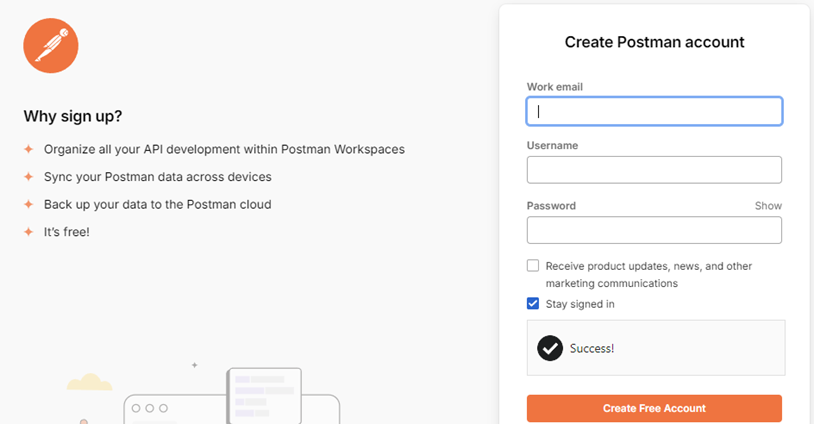 Why sign up?
Organize all your API development within Postman Workspaces
Sync your Postman data across devices
Back up your data to the Postman cloud
It's free!
Create Postman account
Work email
Username
Password Show
Receive product updates, news, and other
marketing communications
Stay signed in
Success!
Create Free Account